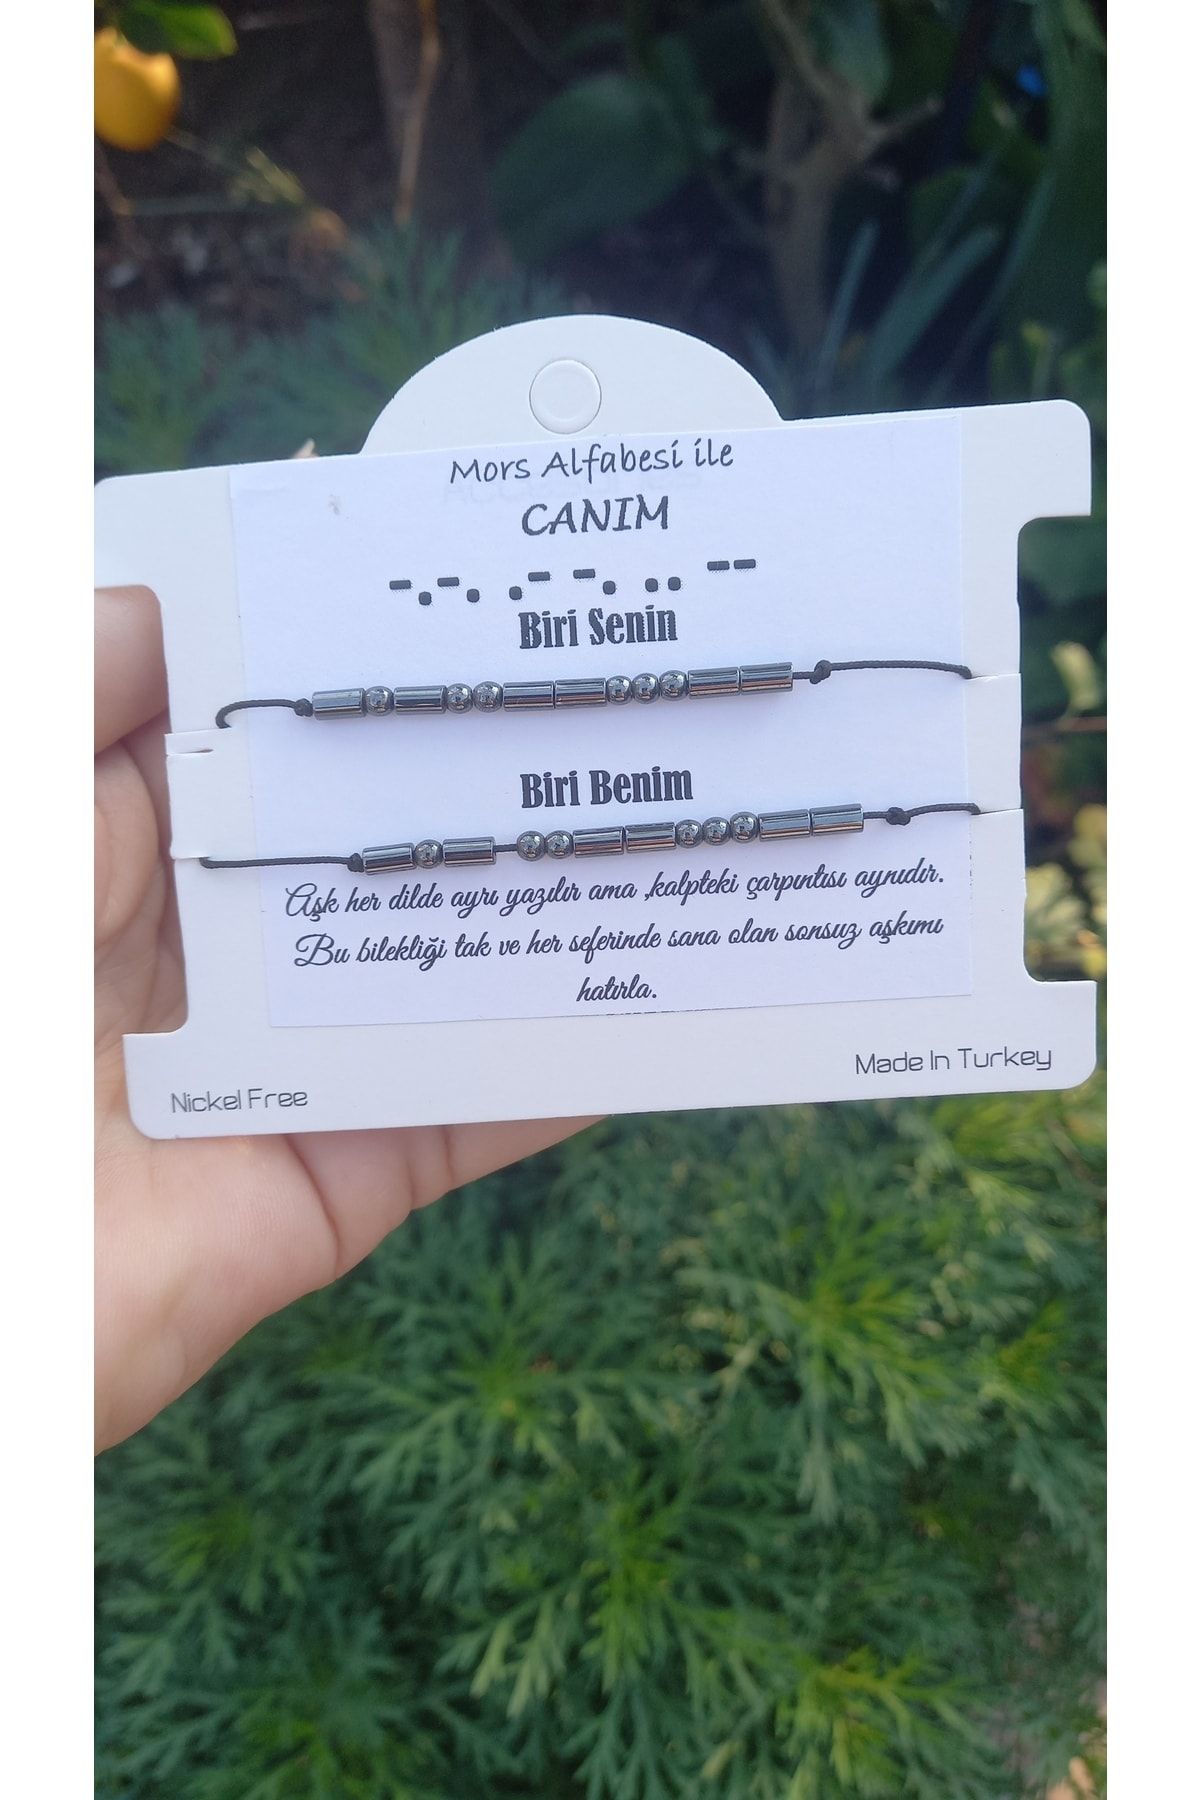 Mors Alfabesi ile
CANIM
-.-. .- -. .. --
Biri Senin
Biri Benim
Aşk her dilde ayrı yazılır ama ,kalpteki çarpıntısı aynıdır.
Bu bilekliği tak ve her seferinde sana olan sonsuz aşkımı
hatırla.
Made In Turkey
Nickel Free